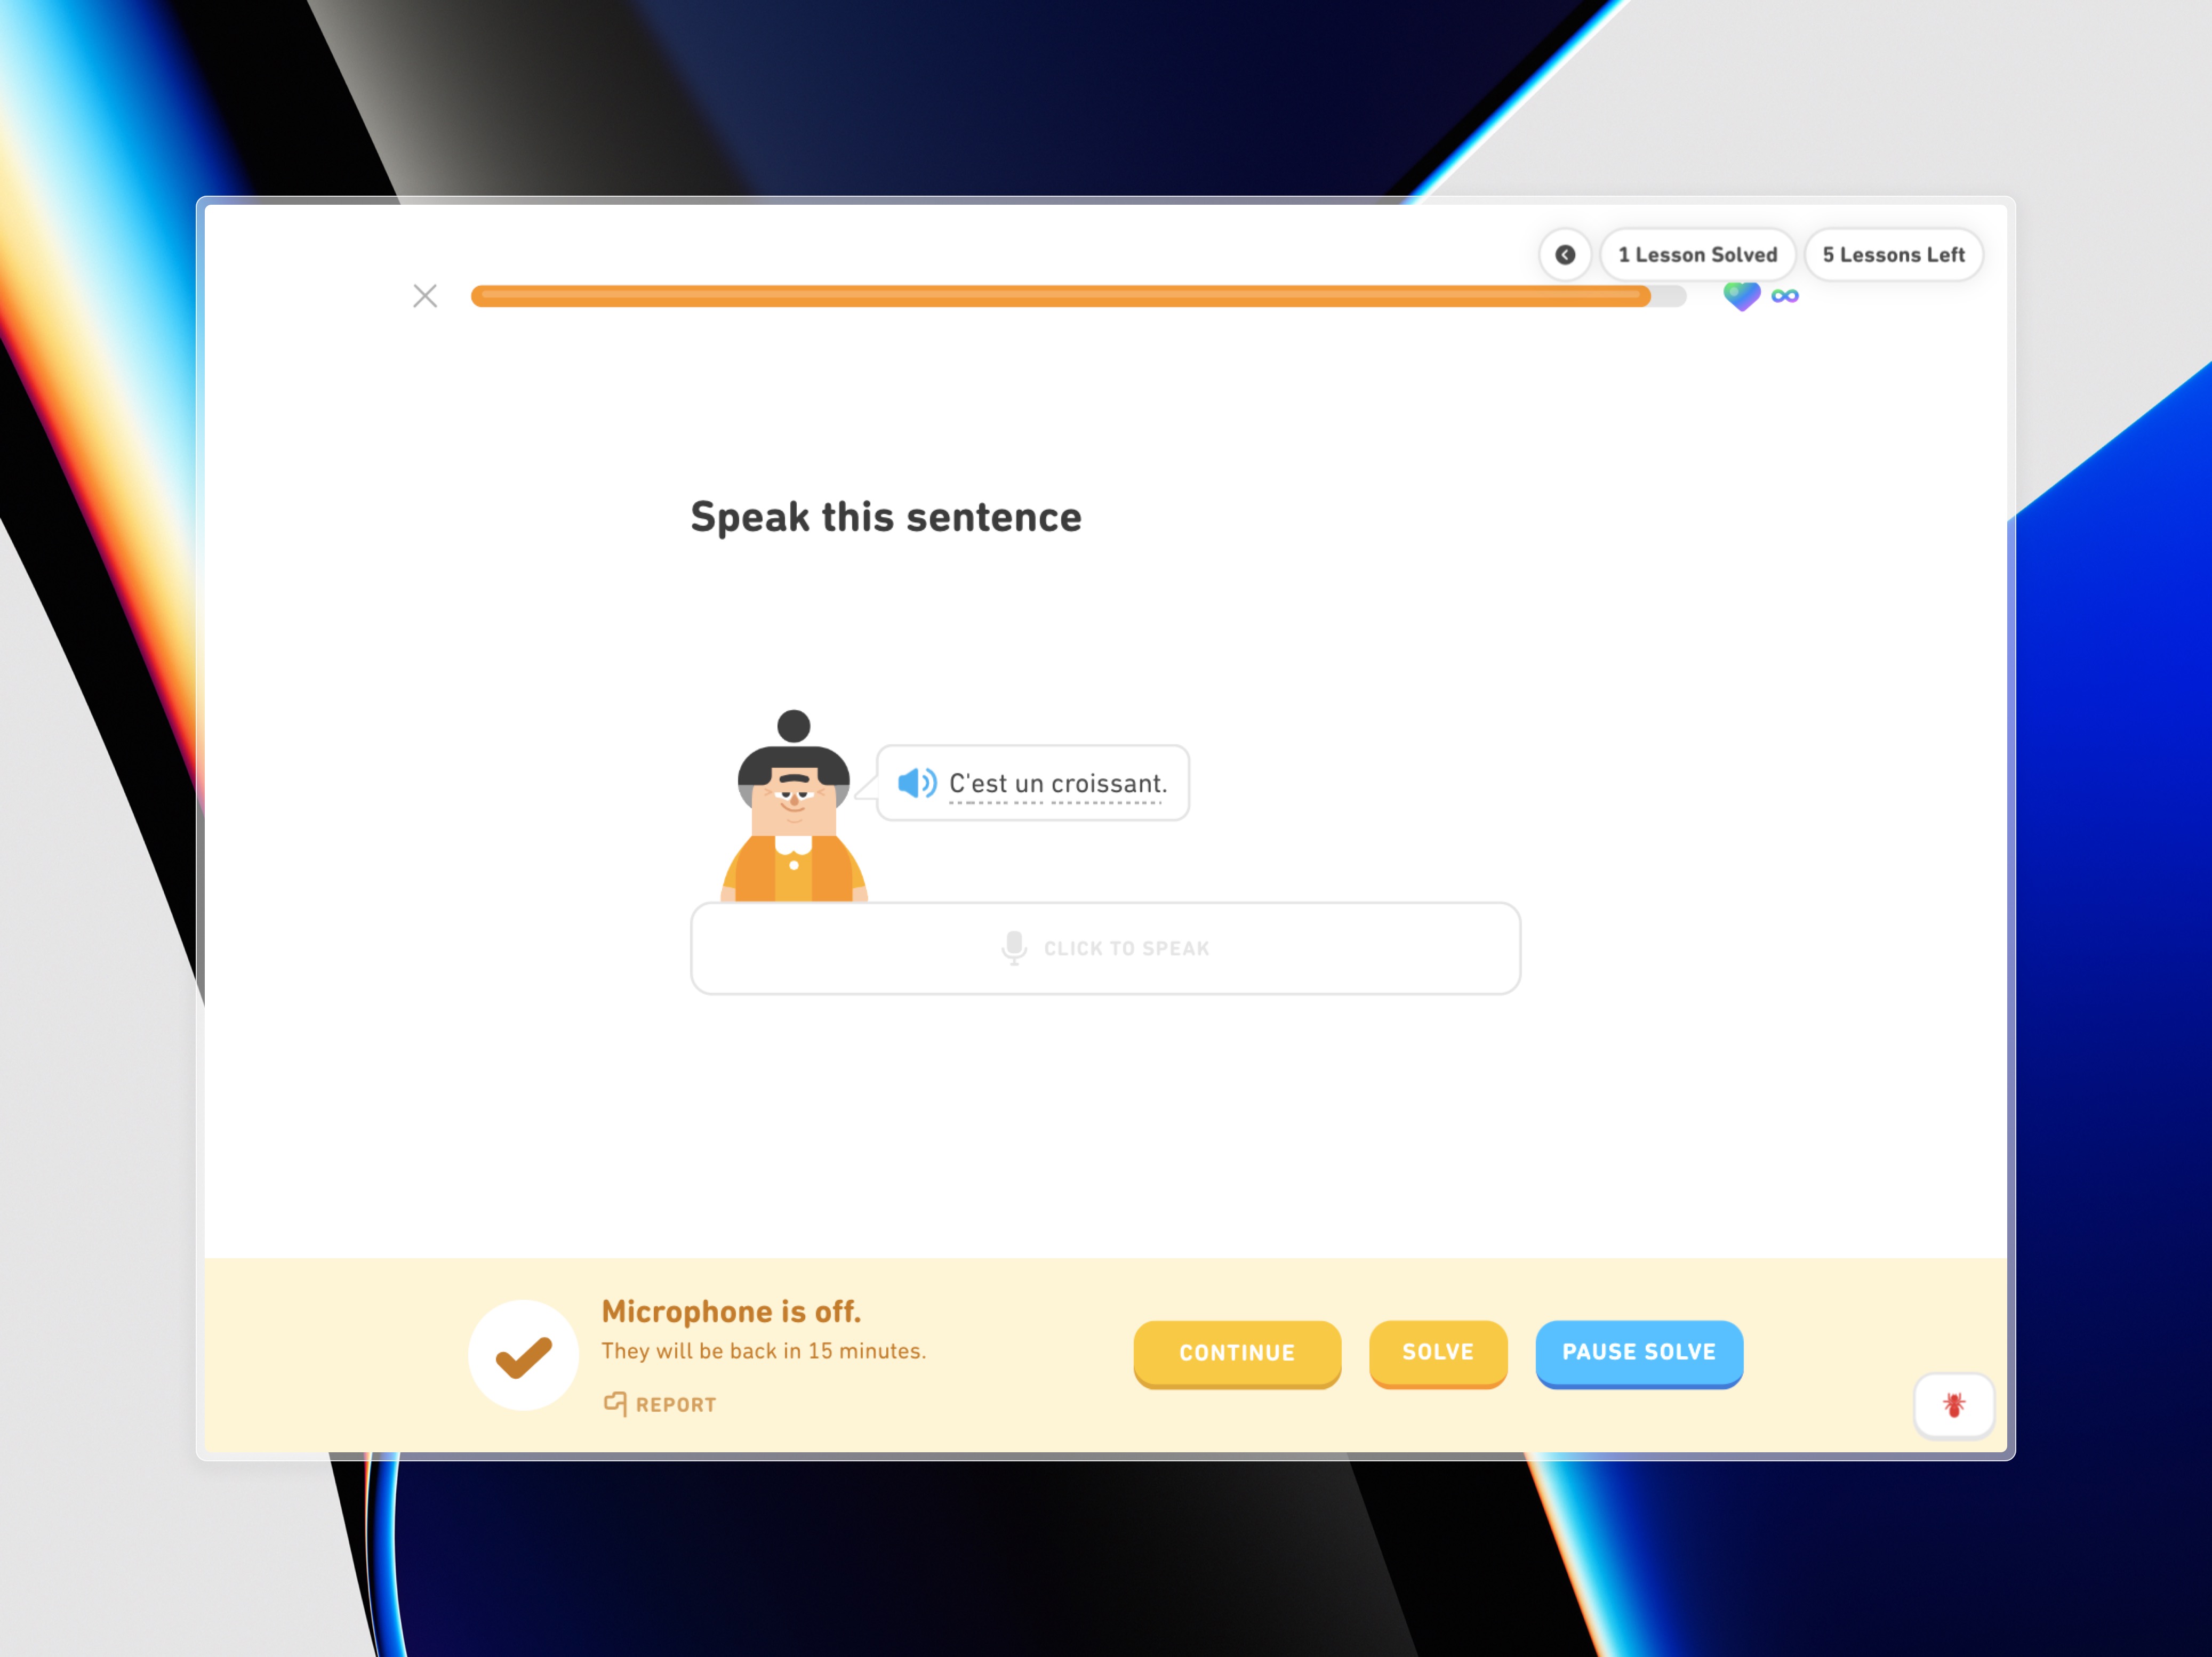 1 Lesson Solved
5 Lessons Left
Speak this sentence
C'est un croissant.
CLICK TO SPEAK
Microphone is off.
They will be back in 15 minutes.
REPORT
CONTINUE
SOLVE
PAUSE SOLVE